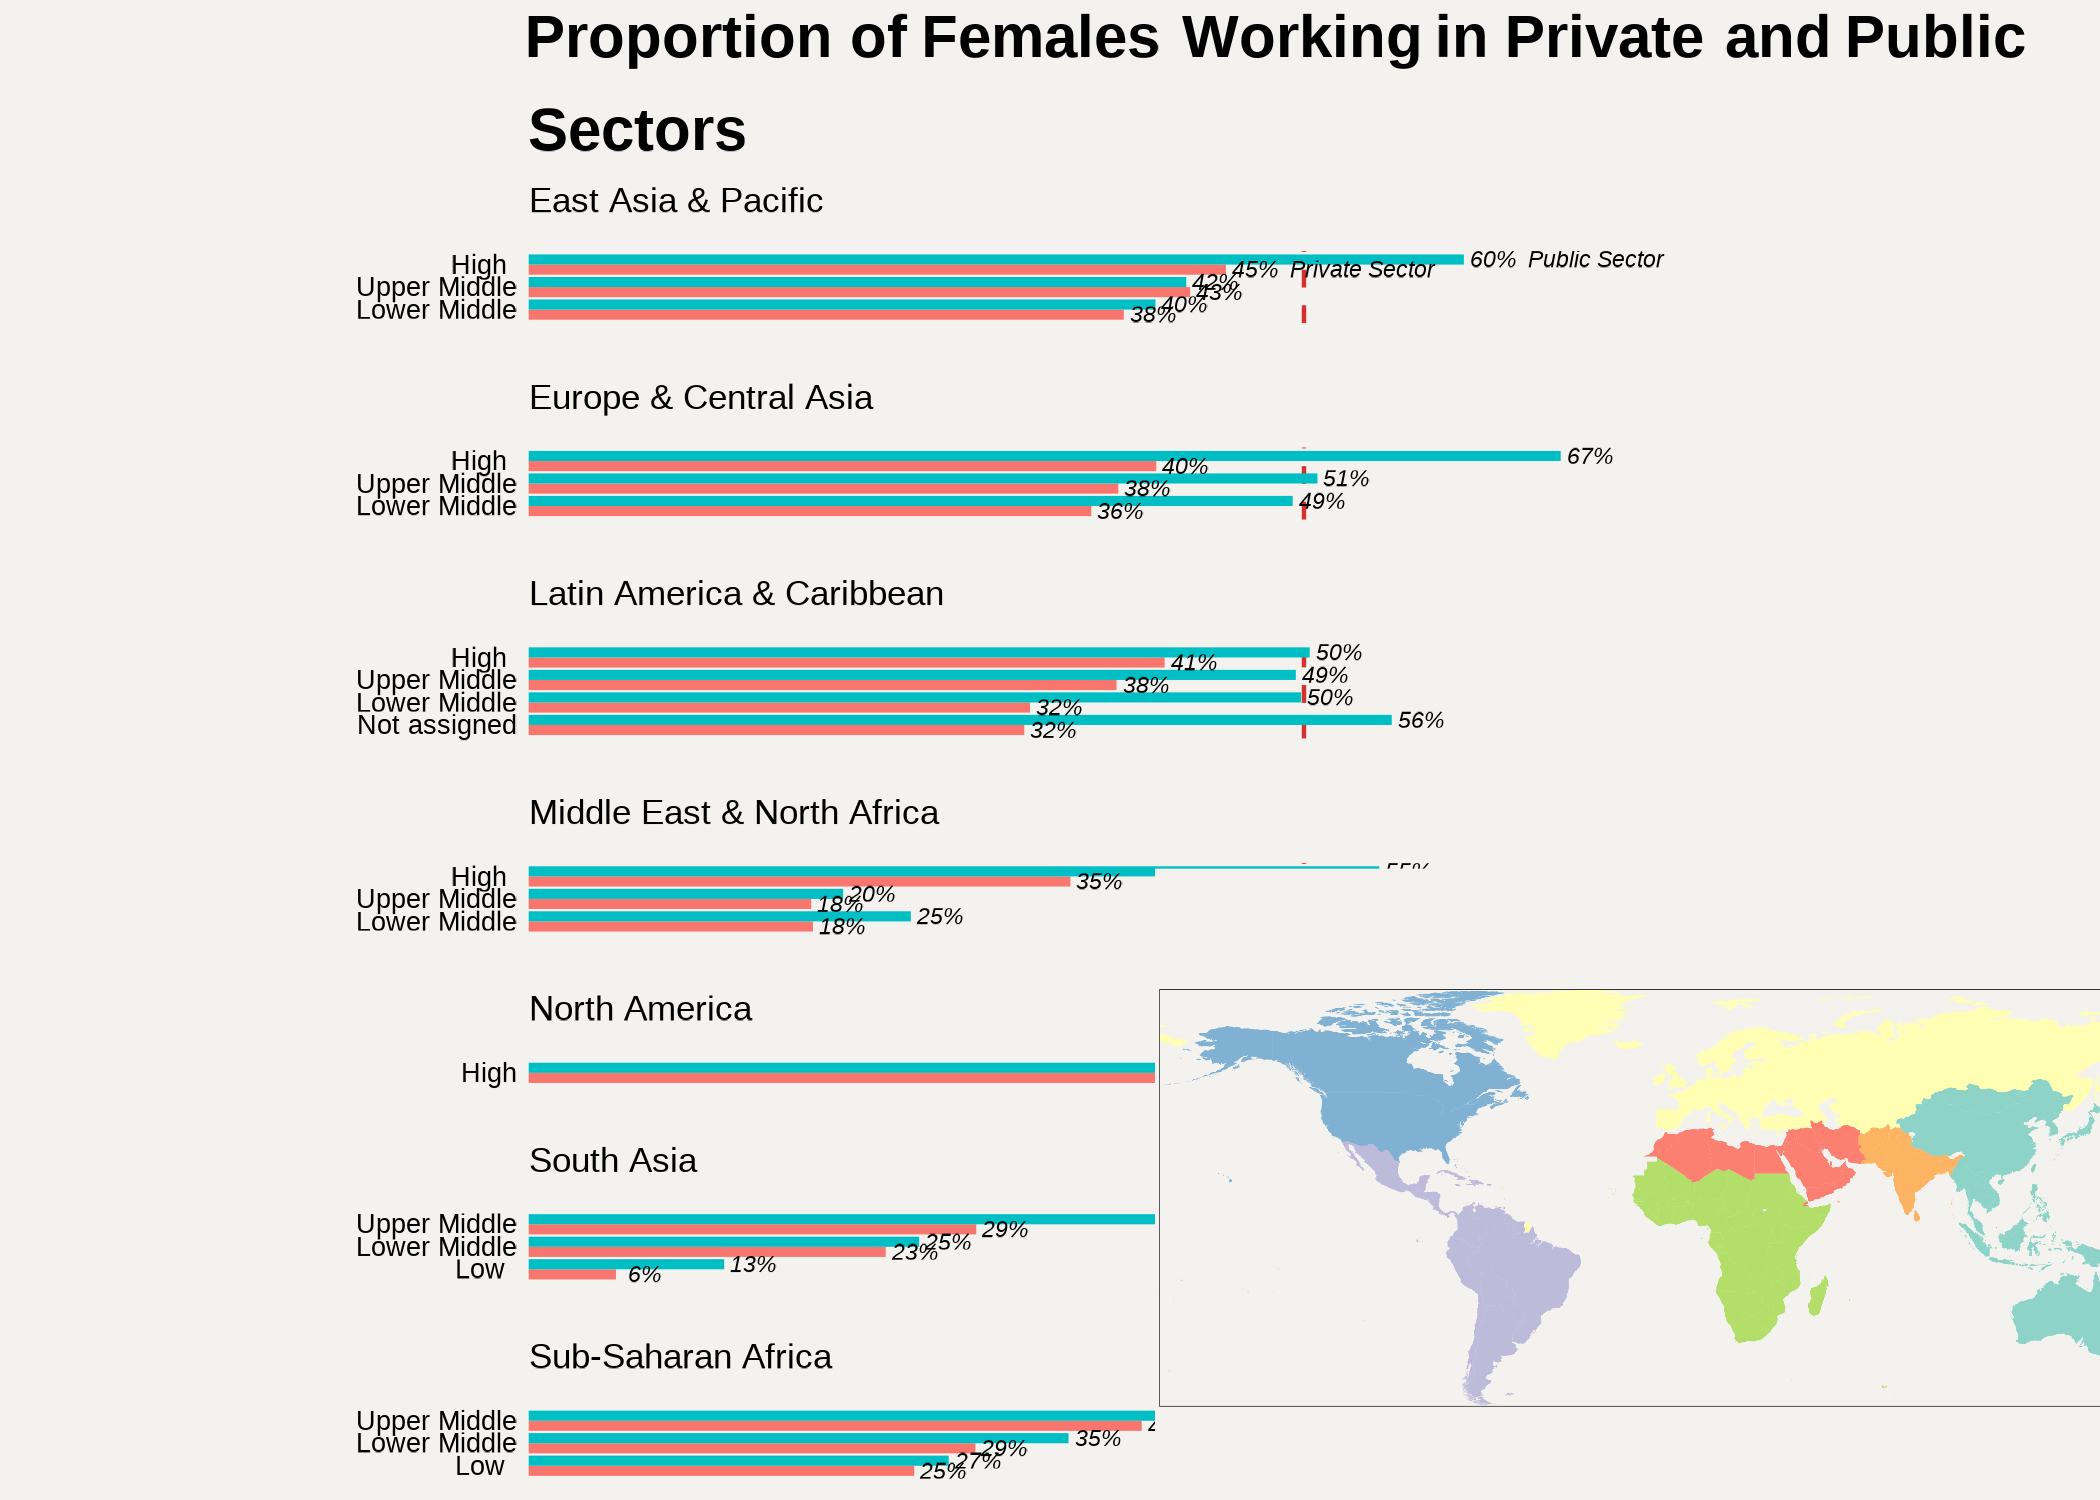 Proportion of Females Working in Private and Public
Sectors
East Asia & Pacific
High 60% Public Sector
45% Private Sector
Upper Middle 42%
43%
Lower Middle 40%
38%
Europe & Central Asia
High 67%
40%
Upper Middle 51%
38%
Lower Middle 49%
36%
Latin America & Caribbean
High 50%
41%
Upper Middle 49%
38%
Lower Middle 50%
32%
Not assigned 56%
32%
Middle East & North Africa
High 55%
35%
Upper Middle 20%
18%
Lower Middle 25%
18%
North America
High
South Asia
Upper Middle
29%
Lower Middle 25%
23%
Low 13%
6%
Sub-Saharan Africa
Upper Middle
Lower Middle 35%
29%
Low 27%
25%